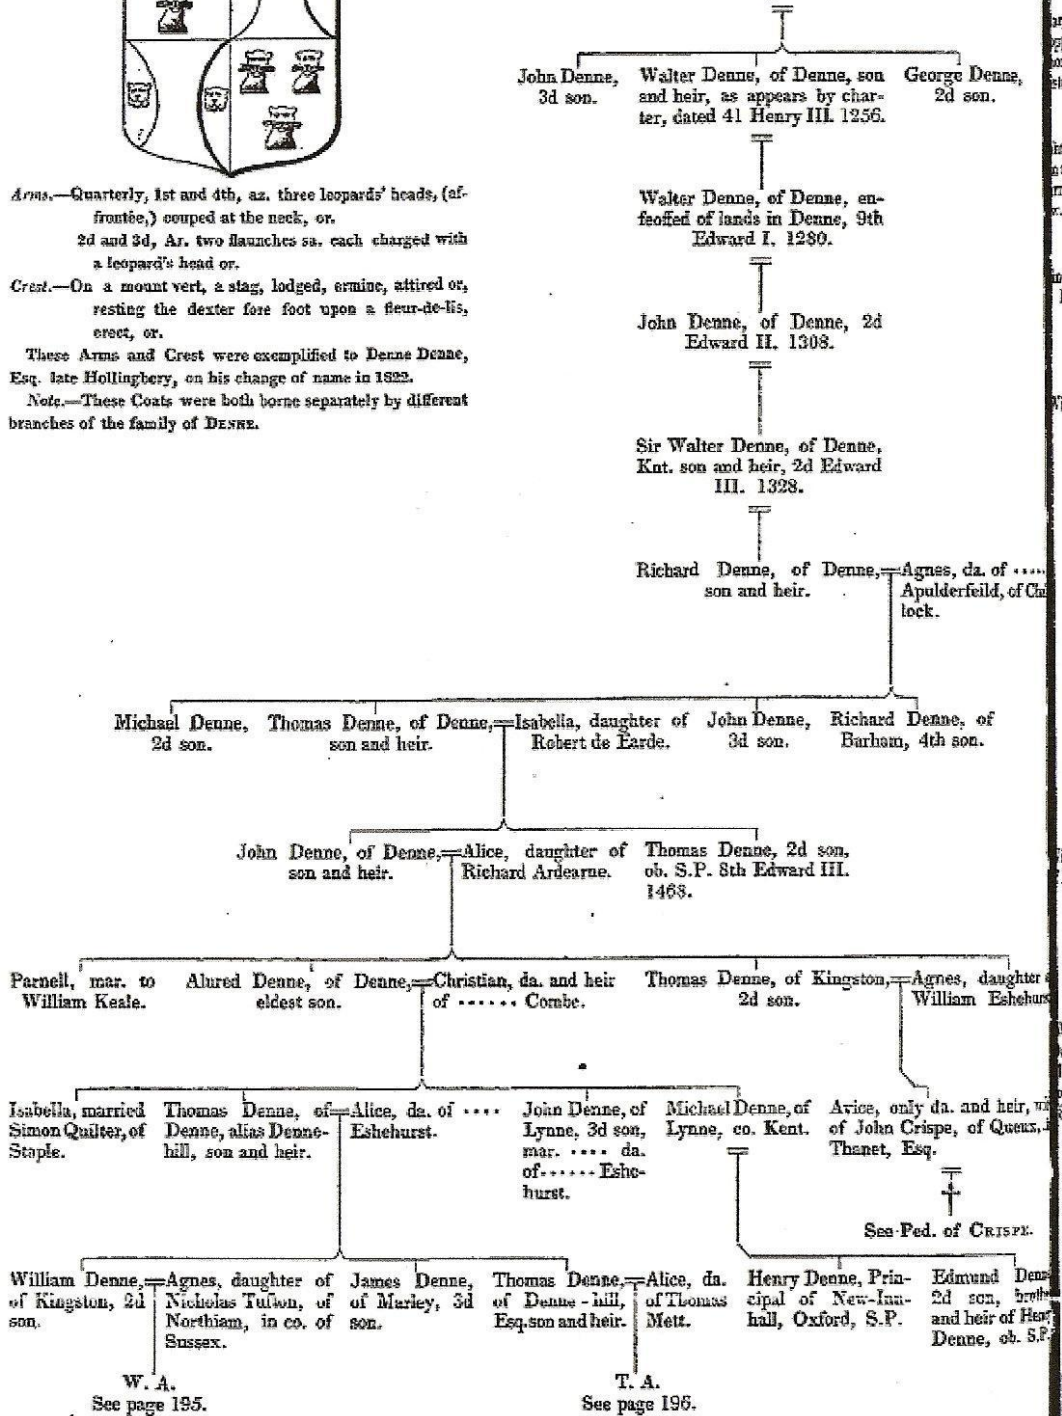 John Denne,
3d son.
Walter Denne, of Denne, son
and heir, as appears by char-
ter, dated 41 Henry III. 1256.
George Denne,
2d son.
Walter Denne, of Denne, en-
feoffed of lands in Denne, 9th
Edward I. 1280.
Arms.—Quarterly, 1st and 4th, az. three leopards' heads, (af-
frontée,) couped at the neck, or.
2d and 3d, Ar. two flaunches sa. each charged with
a leopard's head or.
Crest.—On a mount vert, a stag, lodged, ermine, attired or,
resting the dexter fore foot upon a fleur-de-lis,
erect, or.
These Arms and Crest were exemplified to Denne Denne,
Esq. late Hollingbery, on his change of name in 1822.
Note.—These Coats were both borne separately by different
branches of the family of DENNE.
John Denne, of Denne, 2d
Edward II. 1308.
Sir Walter Denne, of Denne,
Knt. son and heir, 2d Edward
III. 1328.
Richard Denne, of Denne,
son and heir.
Agnes, da. of ····
Apulderfeild, of
lock.
Michael Denne,
2d son.
Thomas Denne, of Denne,
son and heir.
Isabella, daughter of
Robert de Earde.
John Denne,
3d son.
Richard Denne, of
Barham, 4th son.
John Denne, of Denne,
son and heir.
Alice, daughter of
Richard Ardearne.
Thomas Denne, 2d son,
ob. S.P. 8th Edward III.
1468.
Parnell, mar. to
William Keale.
Alured Denne, of Denne,
eldest son.
Christian, da. and heir
of ······ Combe.
Thomas Denne, of Kingston,
2d son.
Agnes, daughter
William
Isabella, married
Simon Quilter, of
Staple.
Thomas Denne, of
Denne, alias Denne-
hill, son and heir.
Alice, da. of ····
Eshehurst.
John Denne, of
Lynne, 3d son,
mar. ···· da.
of ······ Eshe-
hurst.
Michael Denne, of
Lynne, co. Kent.
Avice, only da. and heir,
of John Crispe, of Quex,
Thanet, Esq.
See Ped. of CRISPE.
William Denne,
of Kingston, 2d
son.
Agnes, daughter of
Nicholas Tufton, of
Northiam, in co. of
Sussex.
James Denne,
of Marley, 3d
son.
Thomas Denne,
of Denne-hill,
Esq. son and heir.
Alice, da.
of Thomas
Mett.
Henry Denne, Prin-
cipal of New-Inn-
hall, Oxford, S.P.
Edmund
2d son,
and heir of
Denne, ob. S.P.
W. A.
See page 195.
T. A.
See page 196.